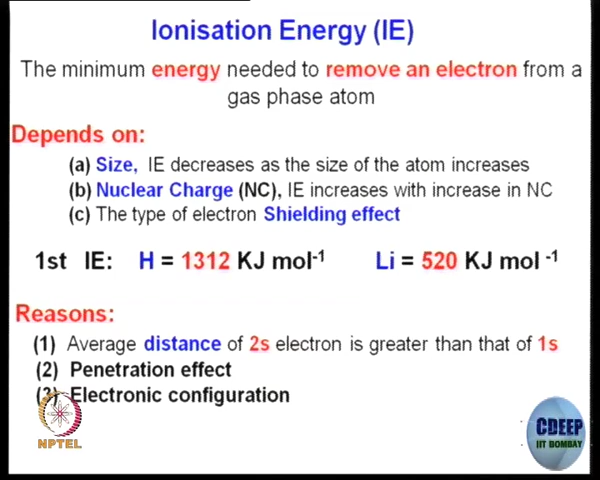 Ionisation Energy (IE)
The minimum energy needed to remove an electron from a
gas phase atom
Depends on:
(a) Size, IE decreases as the size of the atom increases
(b) Nuclear Charge (NC), IE increases with increase in NC
(c) The type of electron Shielding effect
1st IE: H = 1312 KJ mol-1 Li = 520 KJ mol -1
Reasons:
(1) Average distance of 2s electron is greater than that of 1s
(2) Penetration effect
(3) Electronic configuration
NPTEL
CDEEP
IIT BOMBAY